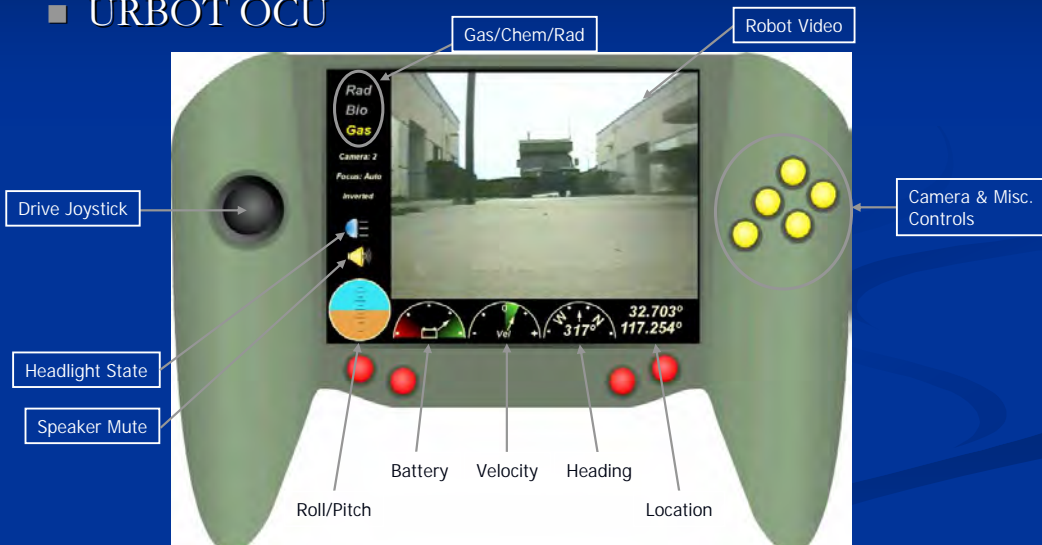 URBOT OCU
Gas/Chem/Rad
Robot Video
Rad
Bio
Gas
Camera: 2
Focus: Auto
Inverted
Drive Joystick
Camera & Misc.
Controls
Headlight State
Speaker Mute
0
- Vel +
W N
317°
32.703°
117.254°
Battery
Velocity
Heading
Roll/Pitch
Location